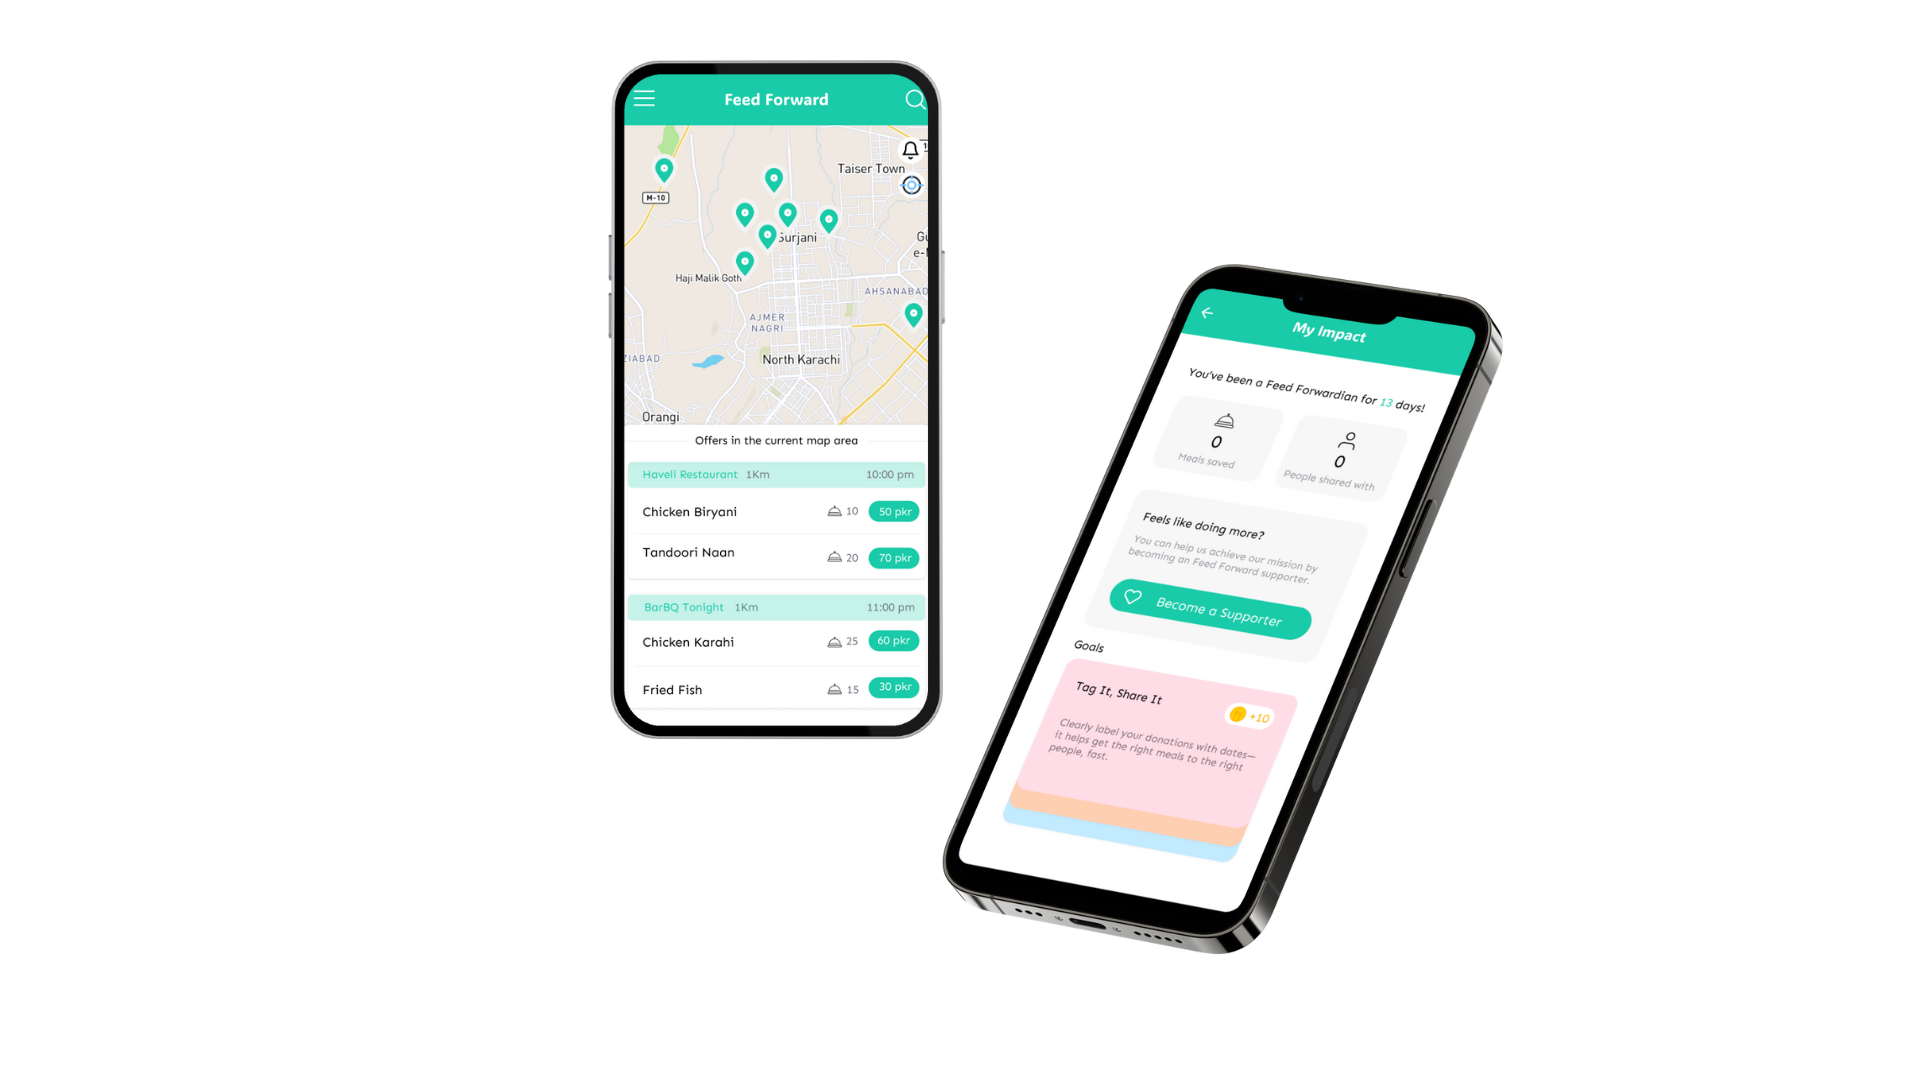 Feed Forward
Taiser Town
M-10
Surjani
Haji Malik Goth
AHSANABAD
AJMER
NAGRI
ZIABAD
North Karachi
Orangi
Offers in the current map area
Haveli Restaurant 1Km 10:00 pm
Chicken Biryani 10 50 pkr
Tandoori Naan 20 70 pkr
BarBQ Tonight 1Km 11:00 pm
Chicken Karahi 25 60 pkr
Fried Fish 15 30 pkr
My Impact
You've been a Feed Forwardian for 13 days!
0
Meals saved
0
People shared with
Feels like doing more?
You can help us achieve our mission by
becoming an Feed Forward supporter.
Become a Supporter
Goals
Tag It, Share It
+10
Clearly label your donations with dates—
it helps get the right meals to the right
people, fast.